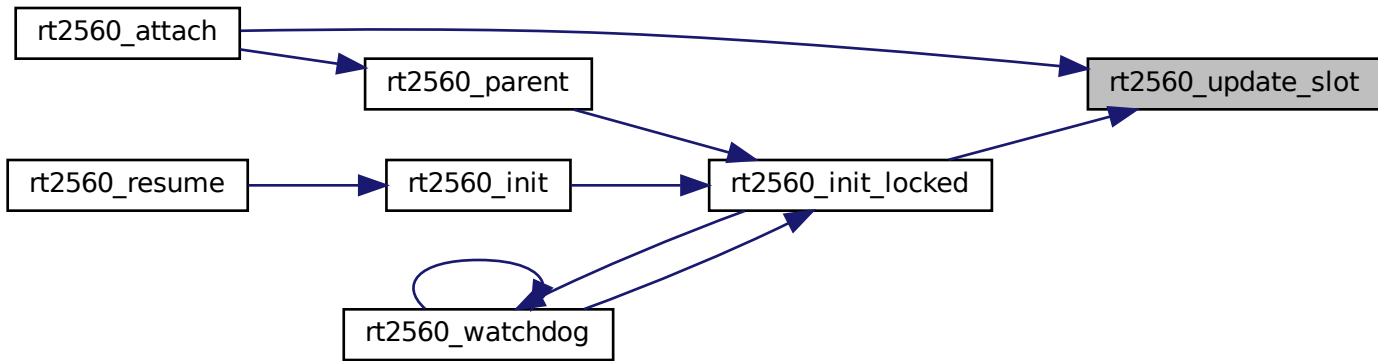 rt2560_attach
rt2560_parent
rt2560_update_slot
rt2560_resume
rt2560_init
rt2560_init_locked
rt2560_watchdog